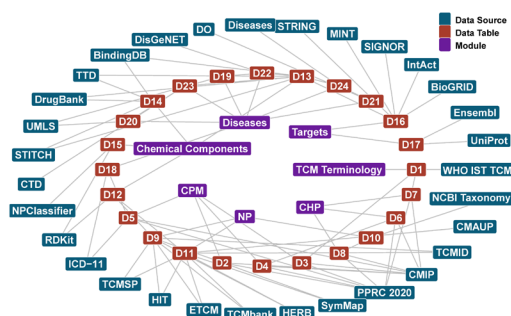 Data Source
Data Table
Module
DO
Diseases
STRING
MINT
SIGNOR
IntAct
BioGRID
Ensembl
UniProt
WHO IST TCM
NCBI Taxonomy
CMAUP
TCMID
CMIP
PPRC 2020
SymMap
HERB
TCMbank
ETCM
HIT
TCMSP
ICD−11
RDKit
NPClassifier
CTD
STITCH
UMLS
DrugBank
TTD
BindingDB
DisGeNET
D22
D13
D24
D21
D16
D17
D1
D7
D6
D10
D8
D3
D4
D2
D11
D9
D5
D12
D18
D15
D20
D14
D23
D19
Diseases
Targets
Chemical Components
TCM Terminology
CPM
CHP
NP